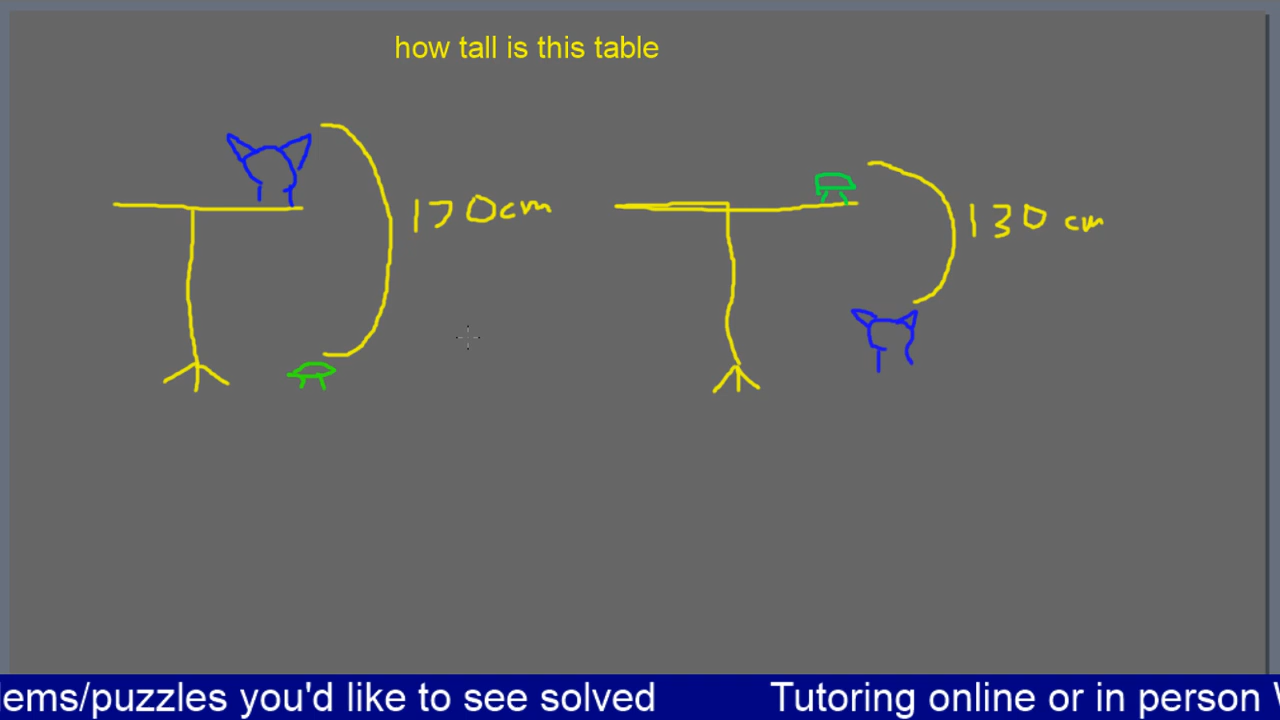 how tall is this table
170cm
130 cm
lems/puzzles you'd like to see solved
Tutoring online or in person